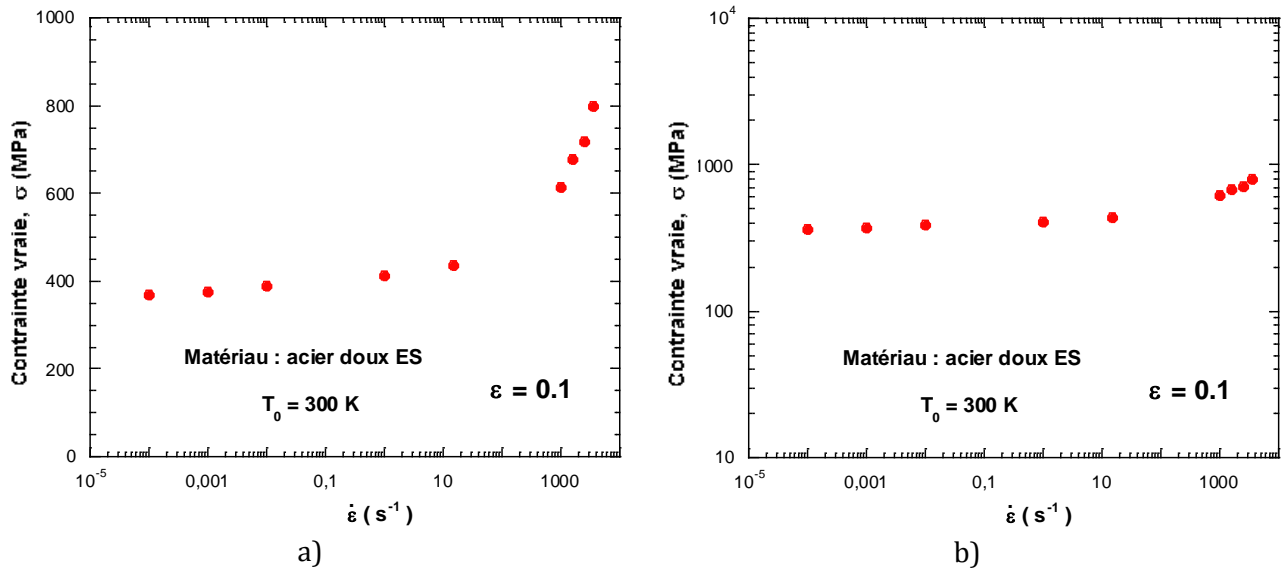 1000
800
600
400
200
0
Contrainte vraie, σ (MPa)
Matériau : acier doux ES
T₀ = 300 K
ε = 0.1
10⁻⁵
0,001
0,1
10
1000
ε̇ ( s⁻¹ )
a)
10⁴
1000
100
10
Contrainte vraie, σ (MPa)
Matériau : acier doux ES
T₀ = 300 K
ε = 0.1
10⁻⁵
0,001
0,1
10
1000
ε̇ ( s⁻¹ )
b)